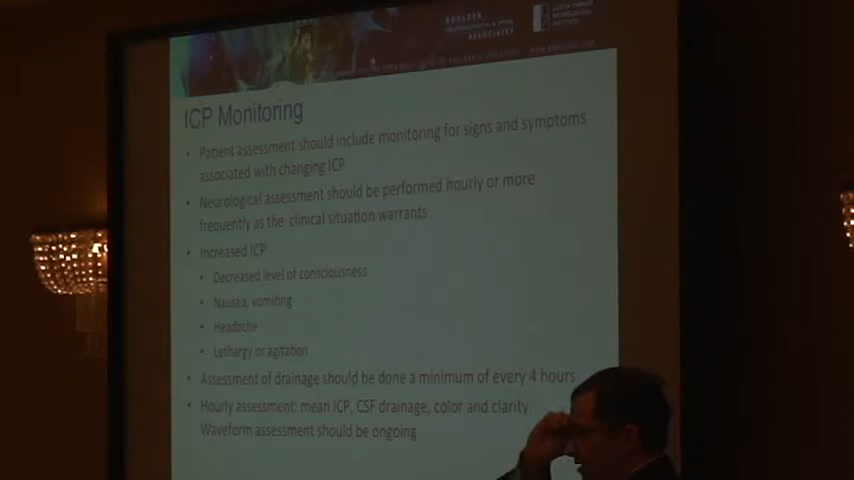 BOULDER
ASSOCIATES
ICP Monitoring
• Patient assessment should include monitoring for signs and symptoms
associated with changing ICP
• Neurological assessment should be performed hourly or more
frequently as the clinical situation warrants
• Increased ICP
• Decreased level of consciousness
• Nausea, vomiting
• Headache
• Lethargy or agitation
• Assessment of drainage should be done a minimum of every 4 hours
• Hourly assessment: mean ICP, CSF drainage, color and clarity.
Waveform assessment should be ongoing